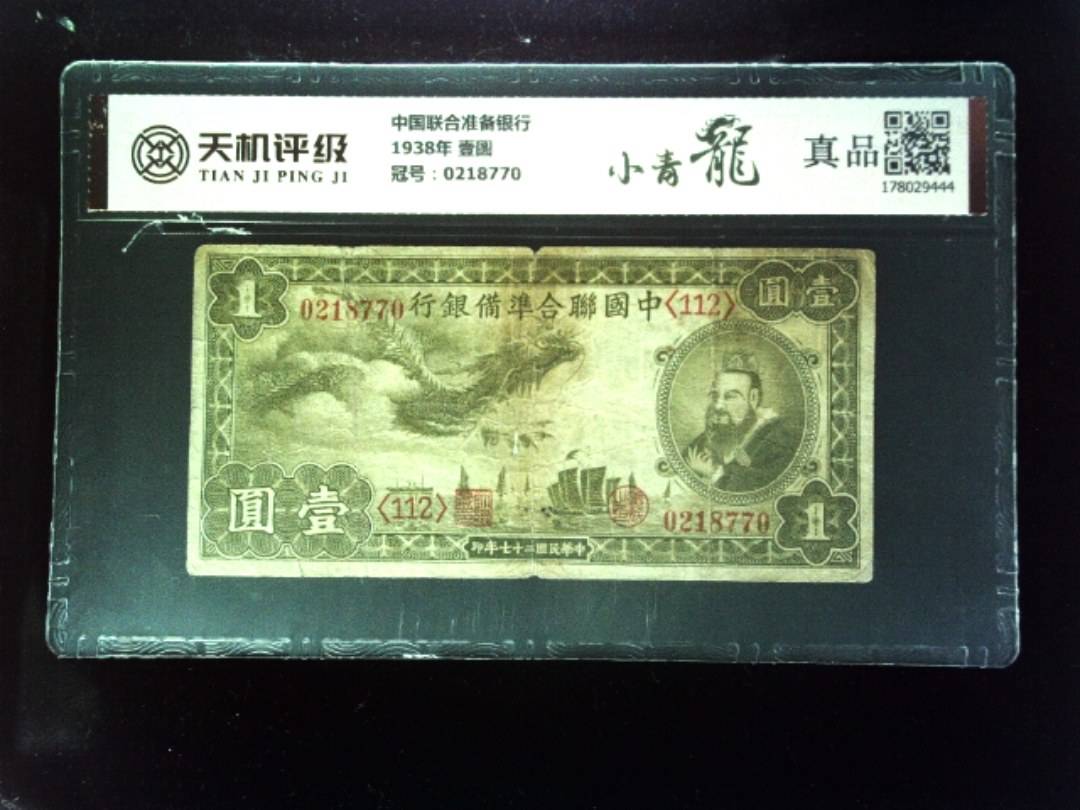 天机评级
TIAN JI PING JI
中国联合准备银行
1938年 壹圆
冠号：0218770
小青龍
真品
178029444
1
0218770
行銀備準合聯國中
〈112〉
圓壹
圓壹
〈112〉
0218770
1
印年七十二國民華中